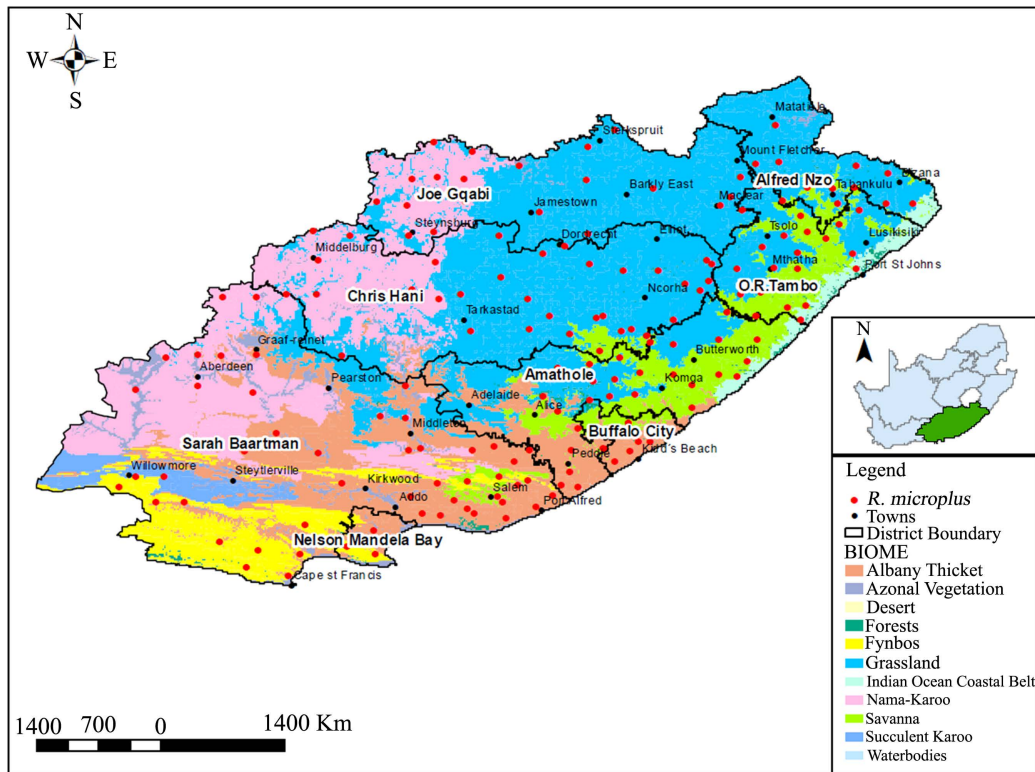 N
W E
S
Matatiele
Sterkspruit
Mount Fletcher
Alfred Nzo
Bizana
Tabankulu
Barkly East
Joe Gqabi
Maclear
Jamestown
Steynsburg
Tsolo
Lusikisiki
Dordrecht
Elliot
Middelburg
Mthatha
Port St Johns
O.R.Tambo
Chris Hani
Ncorha
Tarkastad
Graaf-reinet
Butterworth
Aberdeen
Amathole
Pearston
Komga
Adelaide
Alice
Middleton
Buffalo City
Sarah Baartman
Kidd's Beach
Peddie
Willowmore
Steytlerville
Kirkwood
Salem
Addo
Port Alfred
Nelson Mandela Bay
Cape st Francis
N
Legend
R. microplus
Towns
District Boundary
BIOME
Albany Thicket
Azonal Vegetation
Desert
Forests
Fynbos
Grassland
Indian Ocean Coastal Belt
Nama-Karoo
Savanna
Succulent Karoo
Waterbodies
1400 700 0 1400 Km